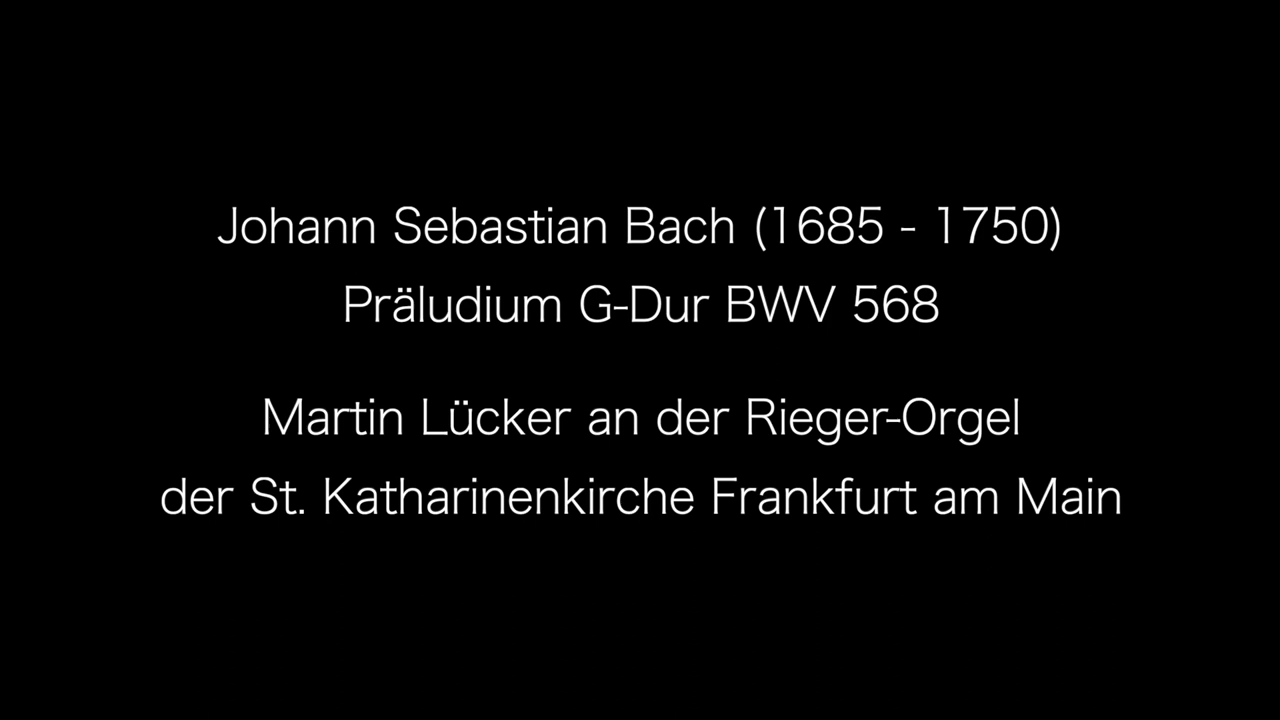 Johann Sebastian Bach (1685 - 1750)
Präludium G-Dur BWV 568
Martin Lücker an der Rieger-Orgel
der St. Katharinenkirche Frankfurt am Main